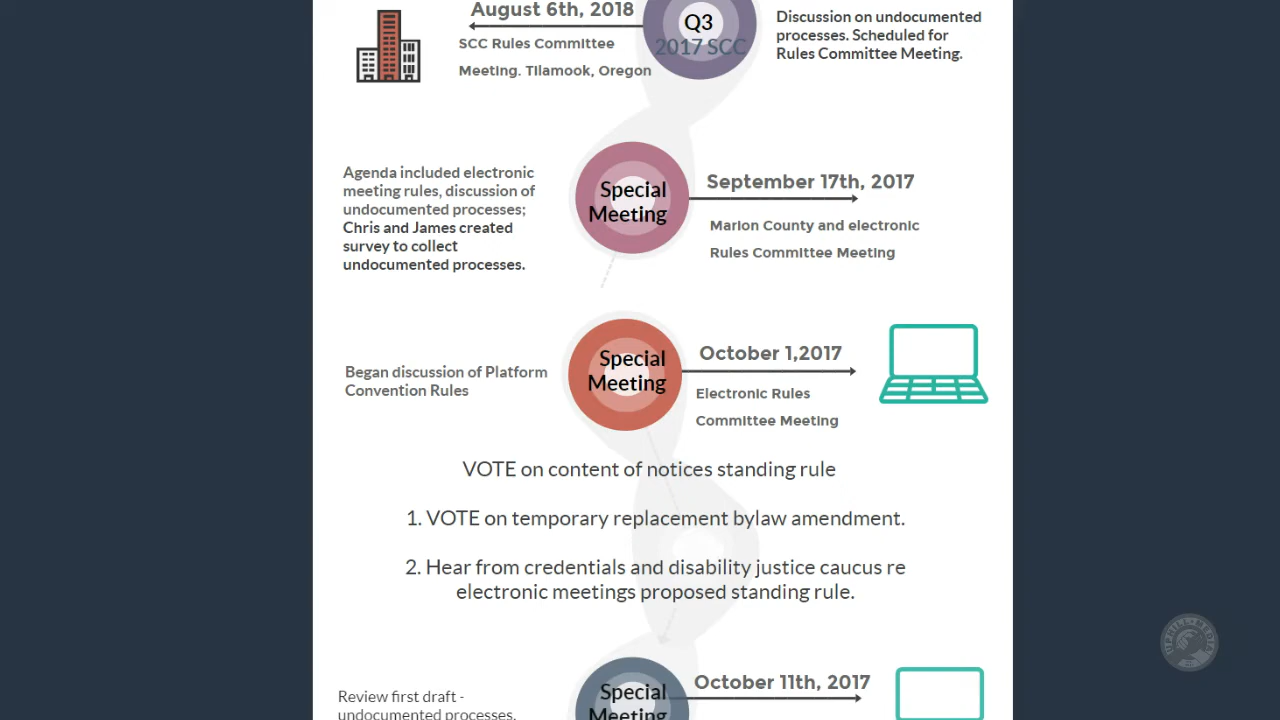 August 6th, 2018
SCC Rules Committee
Meeting. Tilamook, Oregon
Q3
2017 SCC
Discussion on undocumented
processes. Scheduled for
Rules Committee Meeting.
Agenda included electronic
meeting rules, discussion of
undocumented processes;
Chris and James created
survey to collect
undocumented processes.
Special
Meeting
September 17th, 2017
Marion County and electronic
Rules Committee Meeting
Began discussion of Platform
Convention Rules
Special
Meeting
October 1,2017
Electronic Rules
Committee Meeting
VOTE on content of notices standing rule
1. VOTE on temporary replacement bylaw amendment.
2. Hear from credentials and disability justice caucus re
electronic meetings proposed standing rule.
Review first draft -
undocumented processes.
Special
Meeting
October 11th, 2017
UPHILL MEDIA